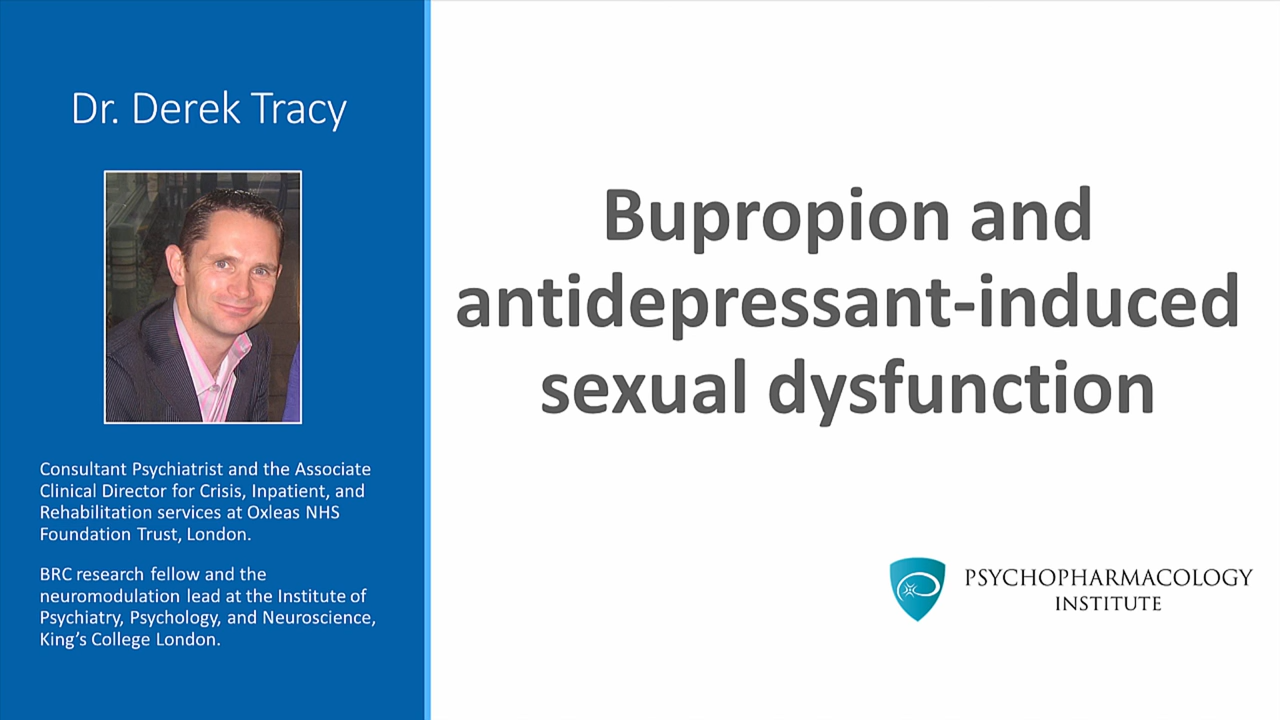 Dr. Derek Tracy
Consultant Psychiatrist and the Associate
Clinical Director for Crisis, Inpatient, and
Rehabilitation services at Oxleas NHS
Foundation Trust, London.
BRC research fellow and the
neuromodulation lead at the Institute of
Psychiatry, Psychology, and Neuroscience,
King’s College London.
Bupropion and
antidepressant-induced
sexual dysfunction
PSYCHOPHARMACOLOGY
INSTITUTE